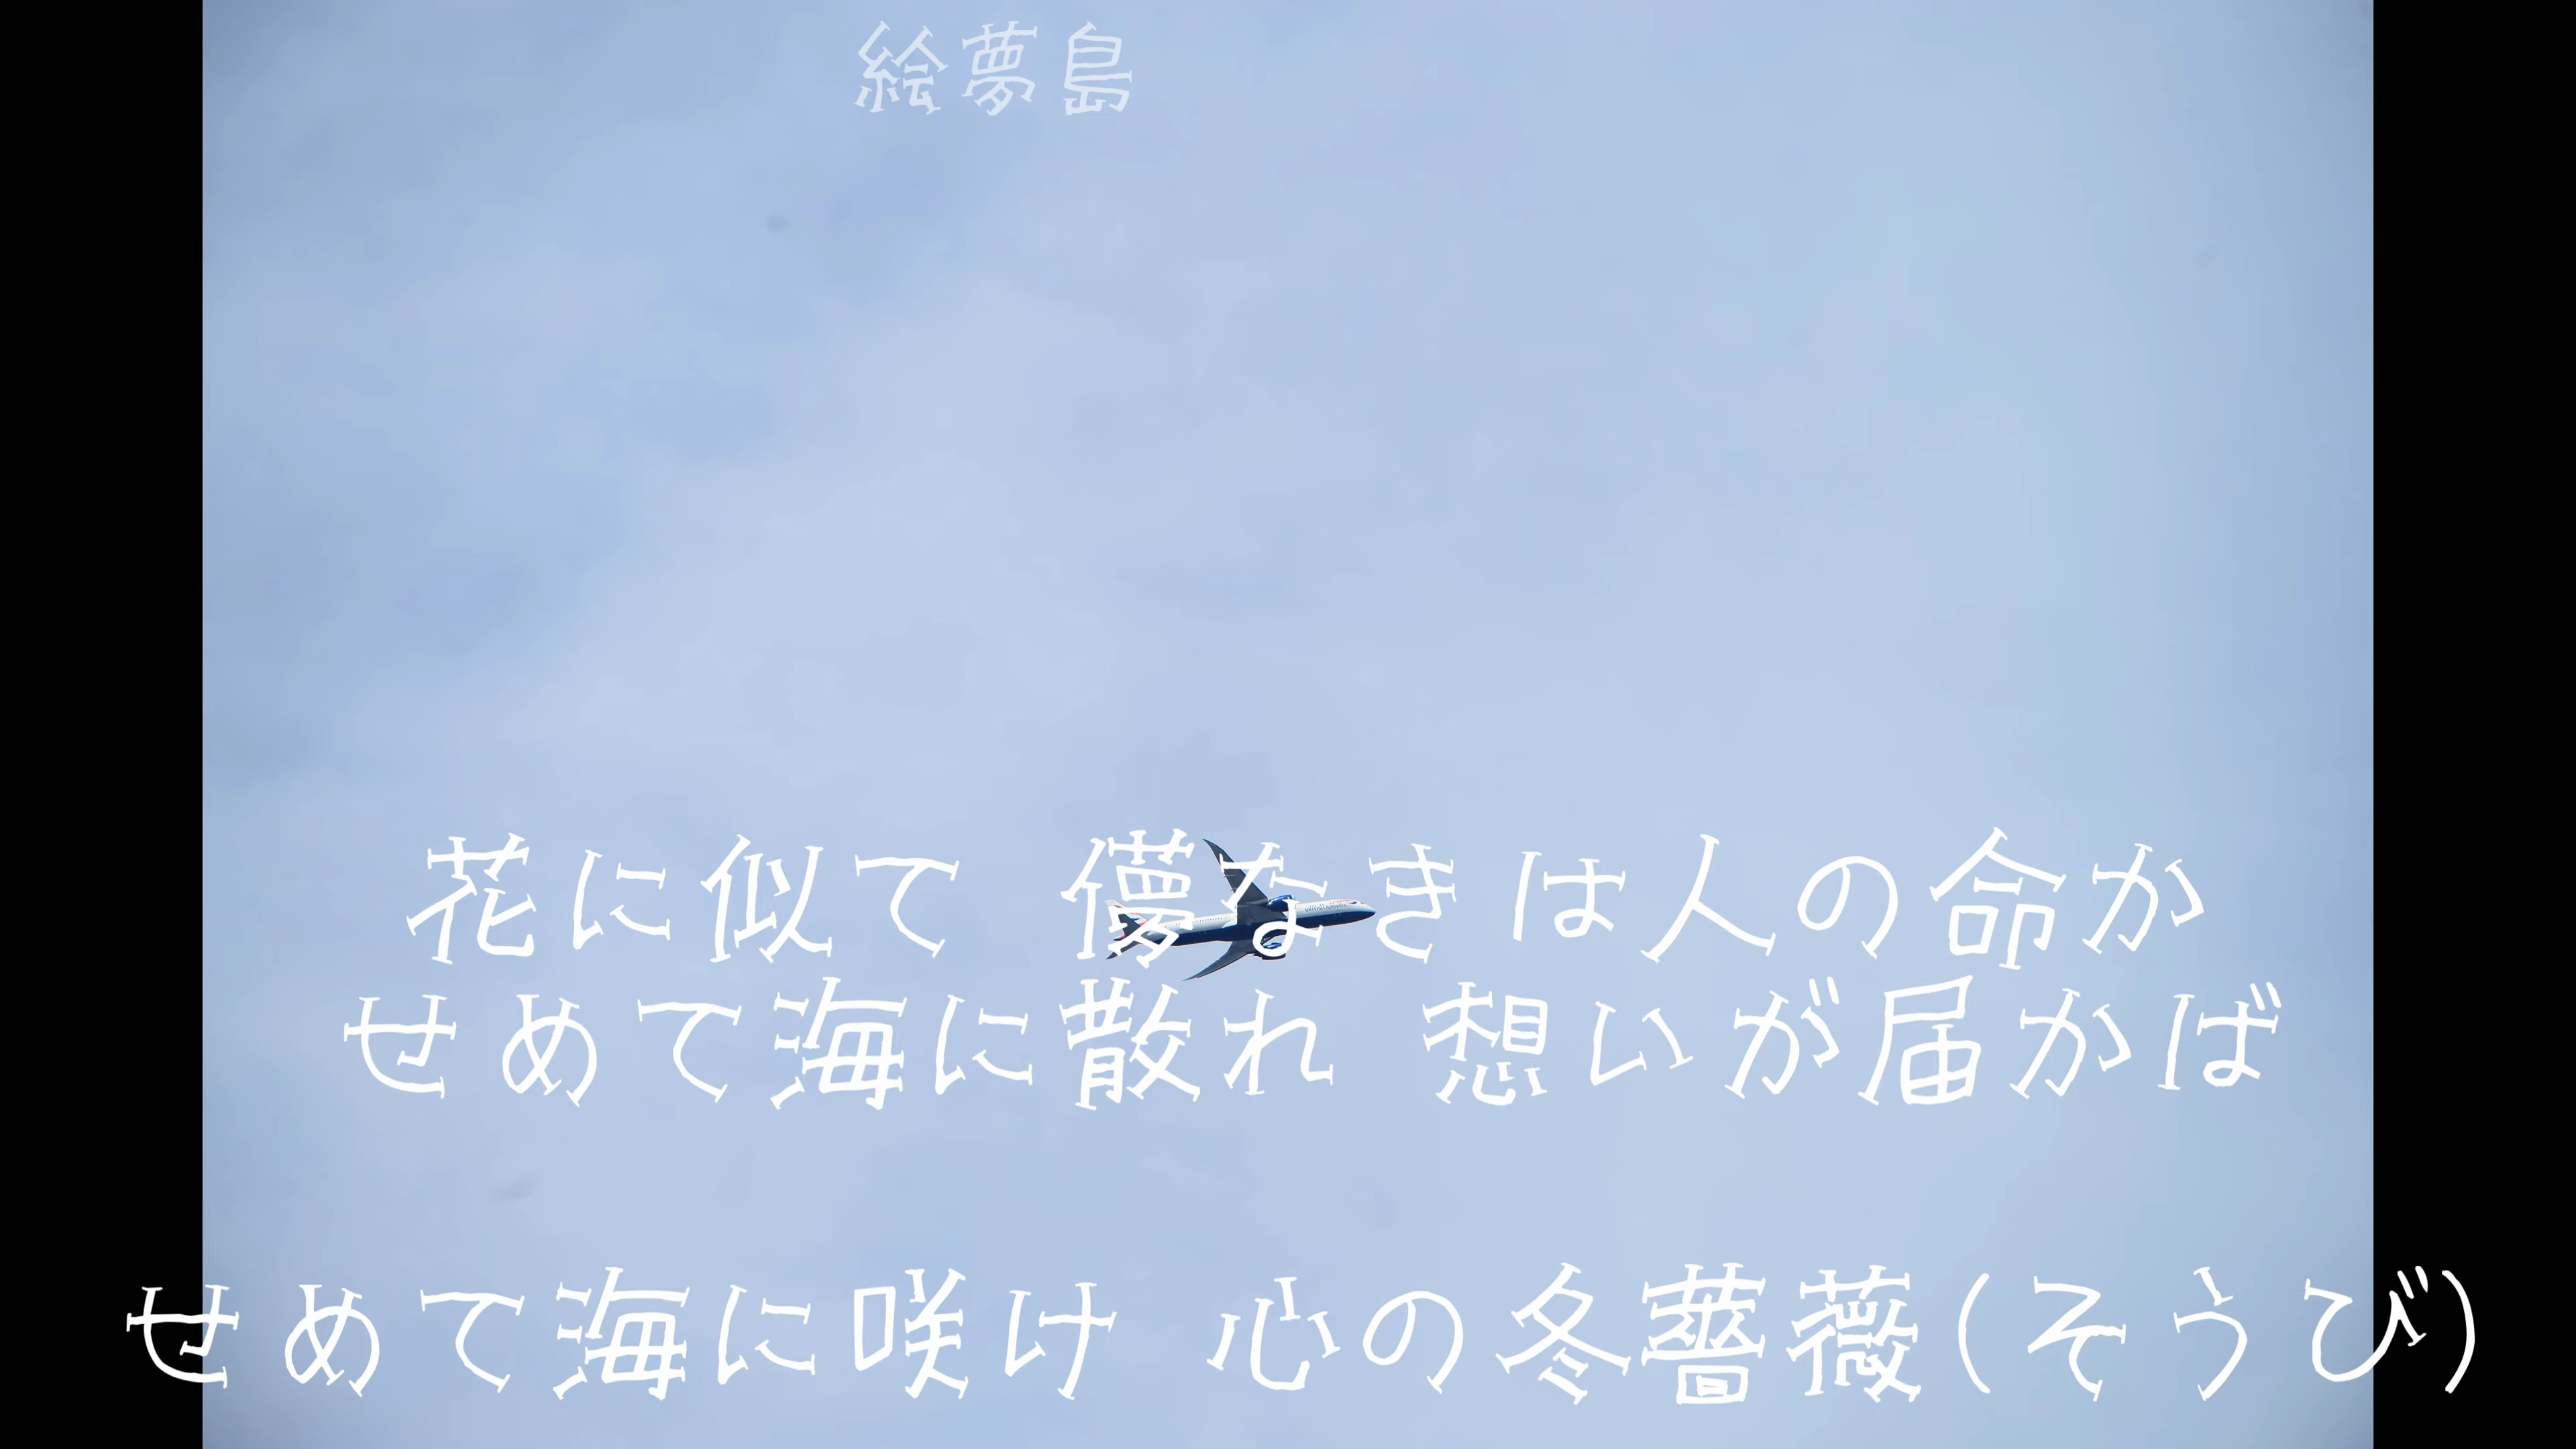 絵夢島
花に似て 儚なきは人の命か
せめて海に散れ 想いが届かば
せめて海に咲け 心の冬薔薇(そうび)